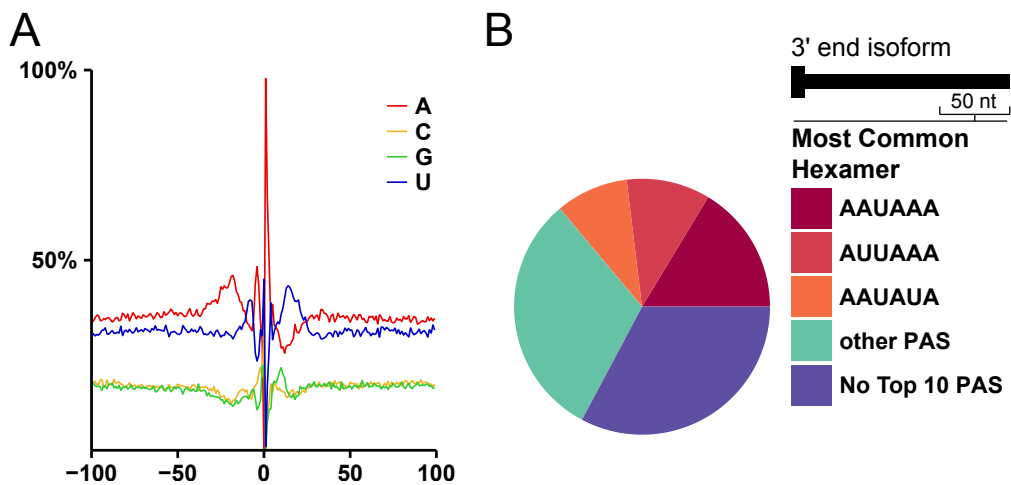 A
100%
50%
A
C
G
U
−100
−50
0
50
100
B
3' end isoform
50 nt
Most Common
Hexamer
AAUAAA
AUUAAA
AAUAUA
other PAS
No Top 10 PAS